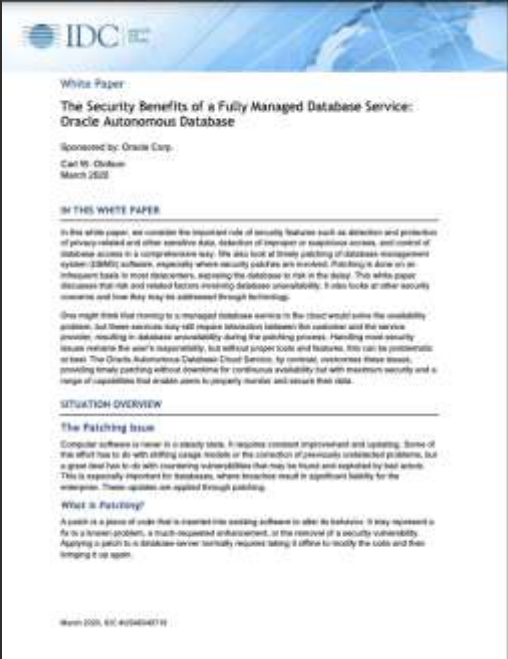 IDC
White Paper
The Security Benefits of a Fully Managed Database Service:
Oracle Autonomous Database
Sponsored by: Oracle Corp.
Carl W. Olofson
March 2020
IN THIS WHITE PAPER
In this white paper, we consider the important role of security features such as detection and protection
of privacy-related and other sensitive data, detection of improper or suspicious access, and control of
database access in a comprehensive way. We also look at timely patching of database management
system (DBMS) software, especially where security patches are involved. Patching is done on an
infrequent basis in most datacenters, exposing the database to risk in the delay. This white paper
discusses that risk and related factors involving database unavailability. It also looks at other security
concerns and how they may be addressed through technology.
One might think that moving to a managed database service in the cloud would solve the availability
problem, but these services may still require interaction between the customer and the service
provider, resulting in database unavailability during the patching process. Handling most security
issues remains the user's responsibility, but without proper tools and features, this can be problematic
at best. The Oracle Autonomous Database Cloud Service, by contrast, overcomes these issues,
providing timely patching without downtime for continuous availability but with maximum security and a
range of capabilities that enable users to properly monitor and secure their data.
SITUATION OVERVIEW
The Patching Issue
Computer software is never in a steady state. It requires constant improvement and updating. Some of
this effort has to do with shifting usage models or the correction of previously undetected problems, but
a great deal has to do with countering vulnerabilities that may be found and exploited by bad actors.
This is especially important for databases, where breaches result in significant liability for the
enterprise. These updates are applied through patching.
What Is Patching?
A patch is a piece of code that is inserted into existing software to alter its behavior. It may represent a
fix to a known problem, a much-requested enhancement, or the removal of a security vulnerability.
Applying a patch to a database server normally requires taking it offline to modify the code and then
bringing it up again.
March 2020, IDC